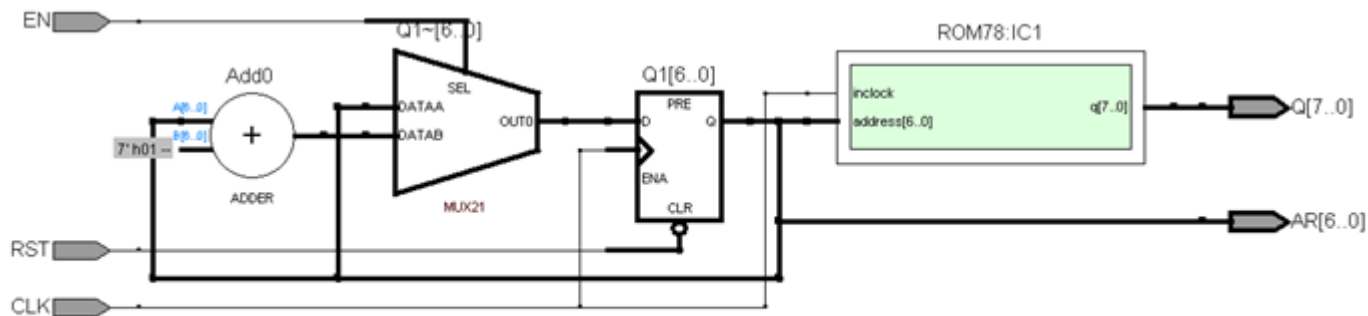 EN
Q1~[6..0]
ROM78:IC1
Add0
Q1[6..0]
SEL
PRE
A[6..0]
DATAA
inclock
q[7..0]
Q[7..0]
B[6..0]
DATAB
OUT0
D
Q
address[6..0]
+
7' h01 --
ENA
ADDER
MUX21
CLR
AR[6..0]
RST
CLK